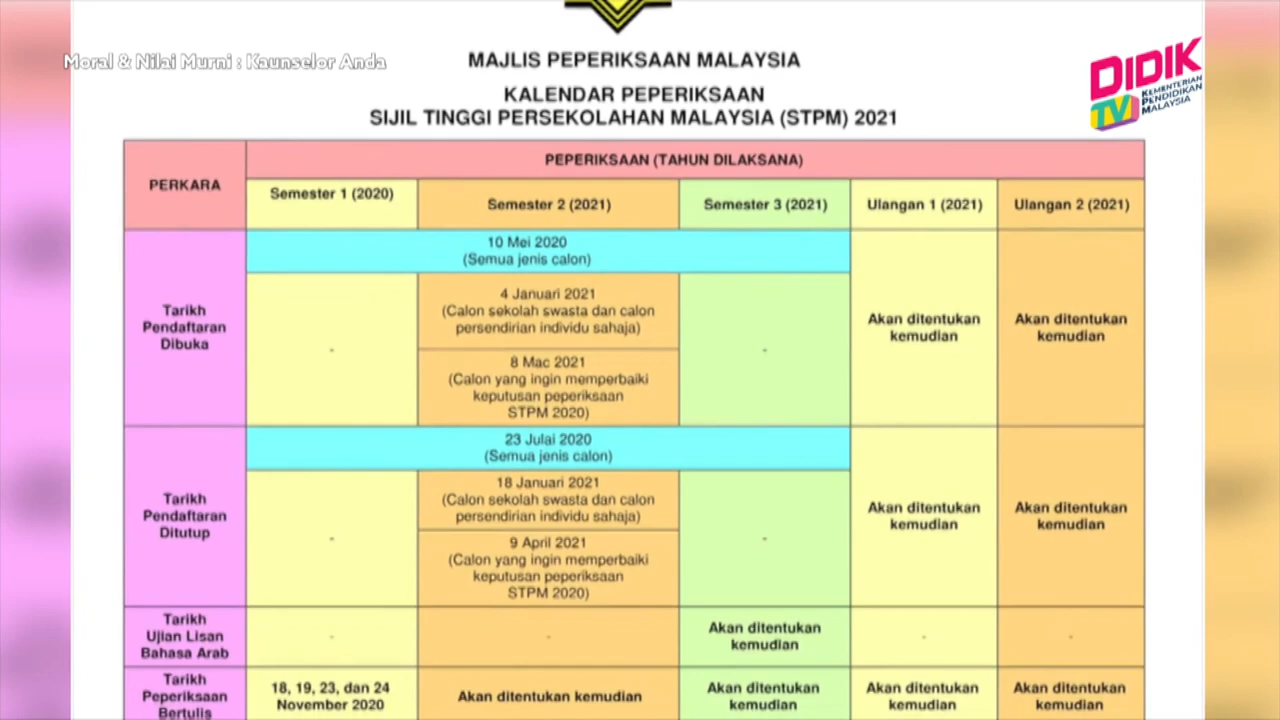 Moral & Nilai Murni : Kaunselor Anda
DIDIK
TV
KEMENTERIAN
PENDIDIKAN
MALAYSIA
MAJLIS PEPERIKSAAN MALAYSIA
KALENDAR PEPERIKSAAN
SIJIL TINGGI PERSEKOLAHAN MALAYSIA (STPM) 2021
PERKARA
PEPERIKSAAN (TAHUN DILAKSANA)
Semester 1 (2020)
Semester 2 (2021)
Semester 3 (2021)
Ulangan 1 (2021)
Ulangan 2 (2021)
Tarikh
Pendaftaran
Dibuka
10 Mei 2020
(Semua jenis calon)
-
4 Januari 2021
(Calon sekolah swasta dan calon
persendirian individu sahaja)
8 Mac 2021
(Calon yang ingin memperbaiki
keputusan peperiksaan
STPM 2020)
-
Akan ditentukan
kemudian
Akan ditentukan
kemudian
Tarikh
Pendaftaran
Ditutup
23 Julai 2020
(Semua jenis calon)
-
18 Januari 2021
(Calon sekolah swasta dan calon
persendirian individu sahaja)
9 April 2021
(Calon yang ingin memperbaiki
keputusan peperiksaan
STPM 2020)
-
Akan ditentukan
kemudian
Akan ditentukan
kemudian
Tarikh
Ujian Lisan
Bahasa Arab
-
-
Akan ditentukan
kemudian
-
-
Tarikh
Peperiksaan
Bertulis
18, 19, 23, dan 24
November 2020
Akan ditentukan kemudian
Akan ditentukan
kemudian
Akan ditentukan
kemudian
Akan ditentukan
kemudian